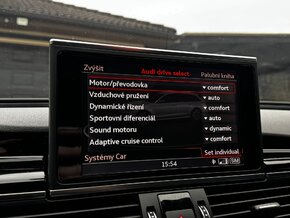 Zvýšit Audi drive select Palubní kniha
Motor/převodovka ▼ comfort
Vzduchové pružení ▼ auto
Dynamické řízení ▼ comfort
Sportovní diferenciál ▼ auto
Sound motoru ▼ dynamic
Adaptive cruise control ▼ comfort
Systémy Car Set individual
15:54